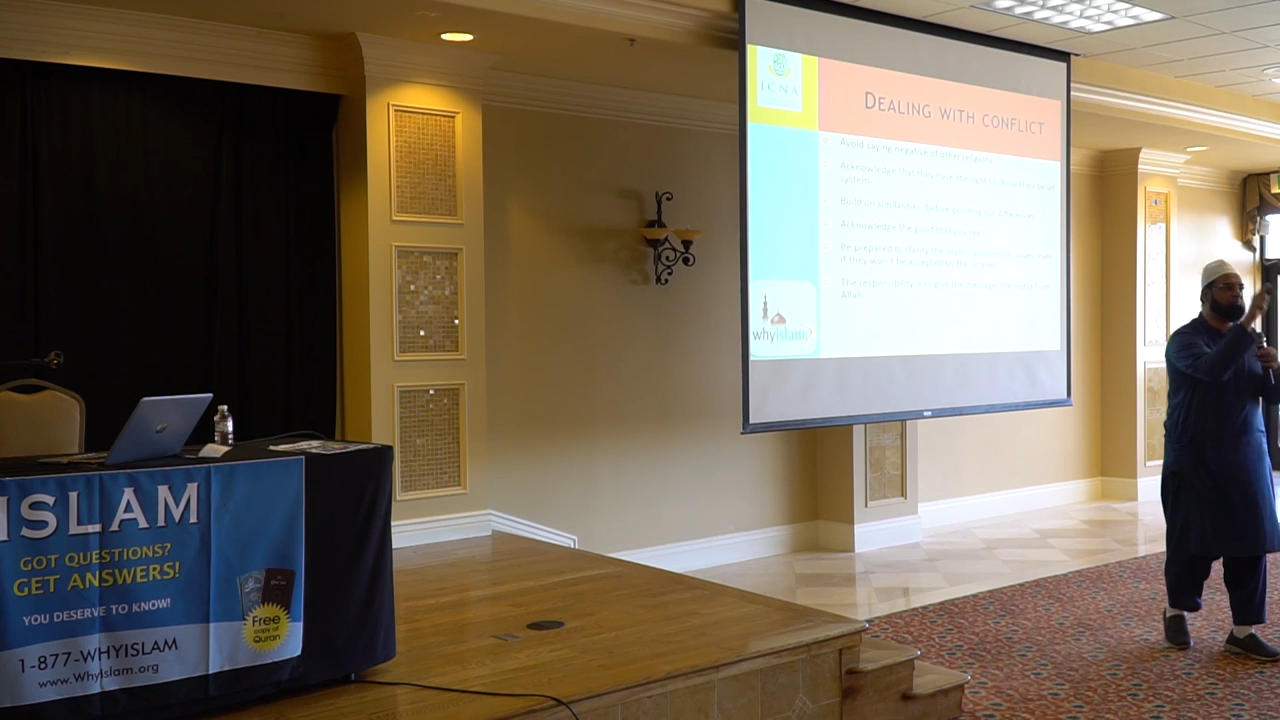 ICNA
DEALING WITH CONFLICT
Avoid saying negative of other religions
Acknowledge that they have the right to choose their belief
system.
Build on similarities, before pointing out differences
Acknowledge the good that you see
Be prepared to clarify the Islamic position of issues, even
if they won't be accepted by the
The responsibility is to give the message, the rest is from
Allah
whyislam?
ISLAM
GOT QUESTIONS?
GET ANSWERS!
YOU DESERVE TO KNOW!
Free
copy of
Quran
1-877-WHYISLAM
www.WhyIslam.org